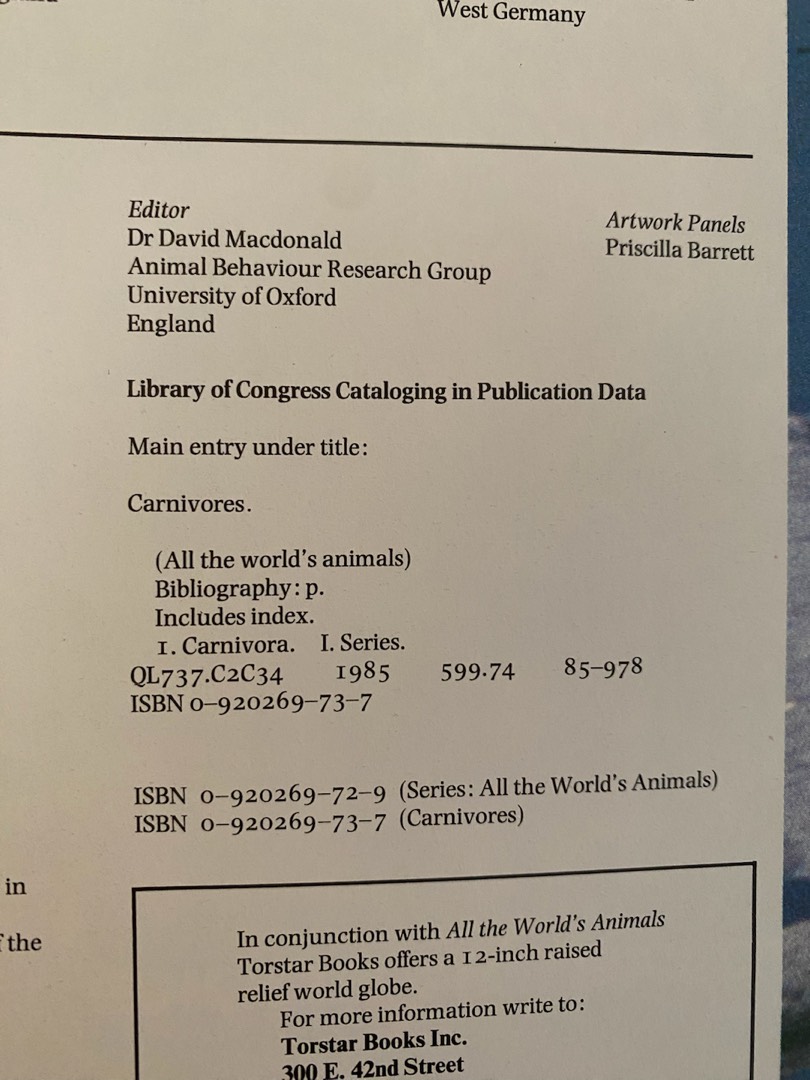 West Germany
Editor
Dr David Macdonald
Animal Behaviour Research Group
University of Oxford
England
Artwork Panels
Priscilla Barrett
Library of Congress Cataloging in Publication Data
Main entry under title:
Carnivores.
(All the world's animals)
Bibliography: p.
Includes index.
1. Carnivora. I. Series.
QL737.C2C34 1985 599.74 85–978
ISBN 0–920269–73–7
ISBN 0–920269–72–9 (Series: All the World's Animals)
ISBN 0–920269–73–7 (Carnivores)
in
the
In conjunction with All the World's Animals
Torstar Books offers a 12-inch raised
relief world globe.
For more information write to:
Torstar Books Inc.
300 E. 42nd Street